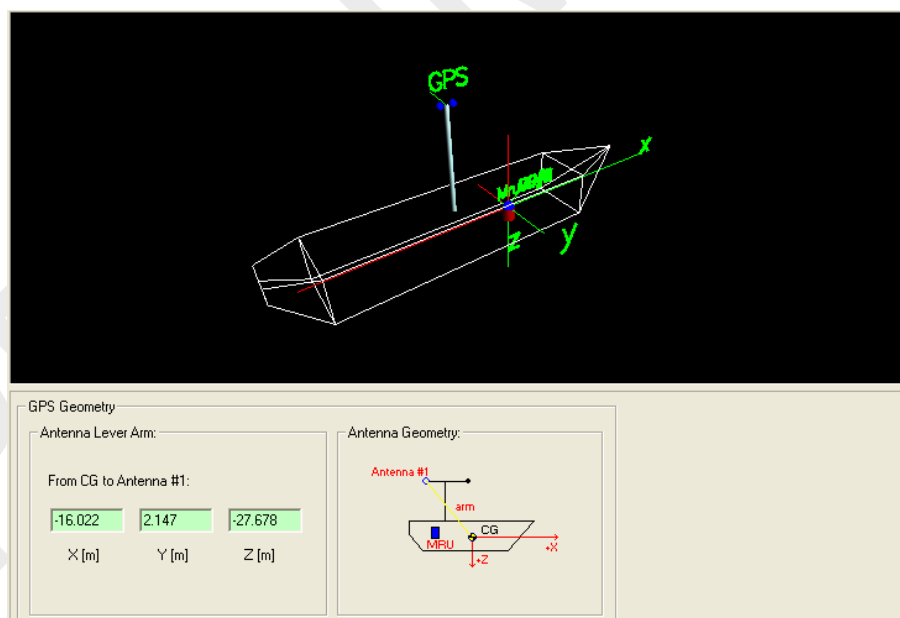 GPS
X
Z
y
GPS Geometry
Antenna Lever Arm:
From CG to Antenna #1:
-16.022
2.147
-27.678
X [m]
Y [m]
Z [m]
Antenna Geometry:
Antenna #1
arm
CG
MRU
+X
+Z